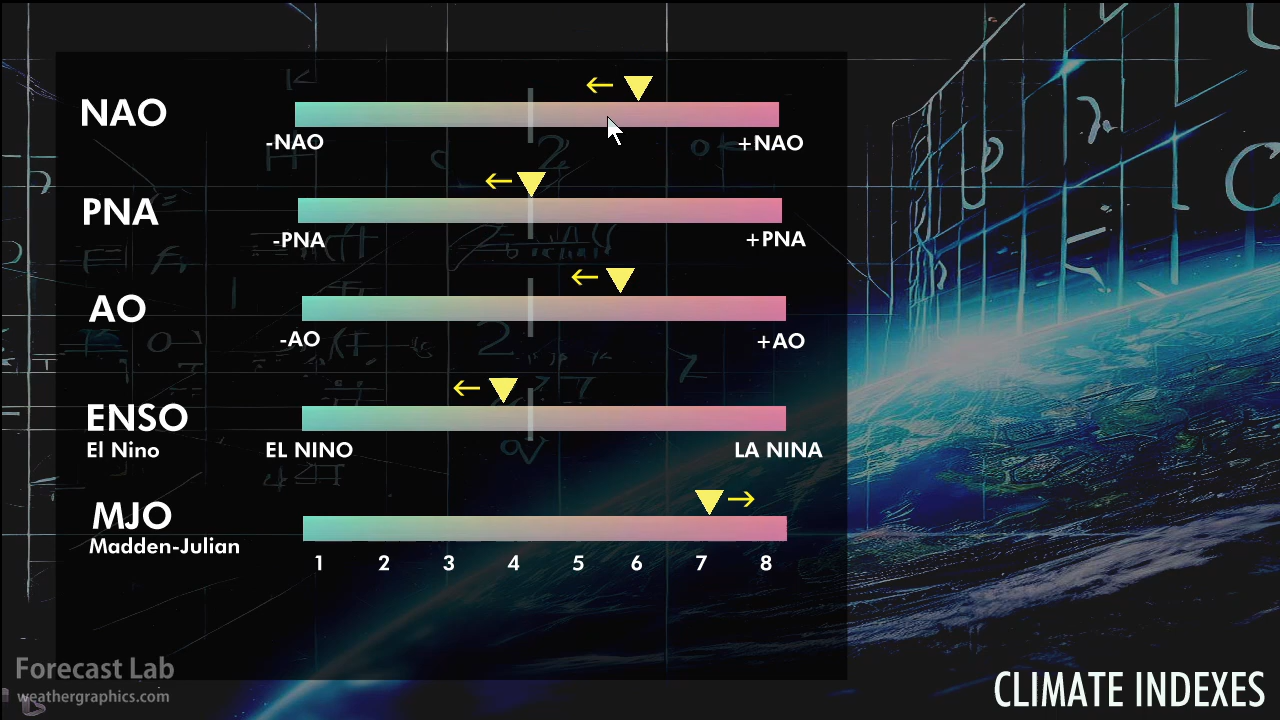 NAO
-NAO +NAO
PNA
-PNA +PNA
AO
-AO +AO
ENSO
El Nino EL NINO LA NINA
MJO
Madden-Julian
1 2 3 4 5 6 7 8
Forecast Lab
weathergraphics.com
CLIMATE INDEXES